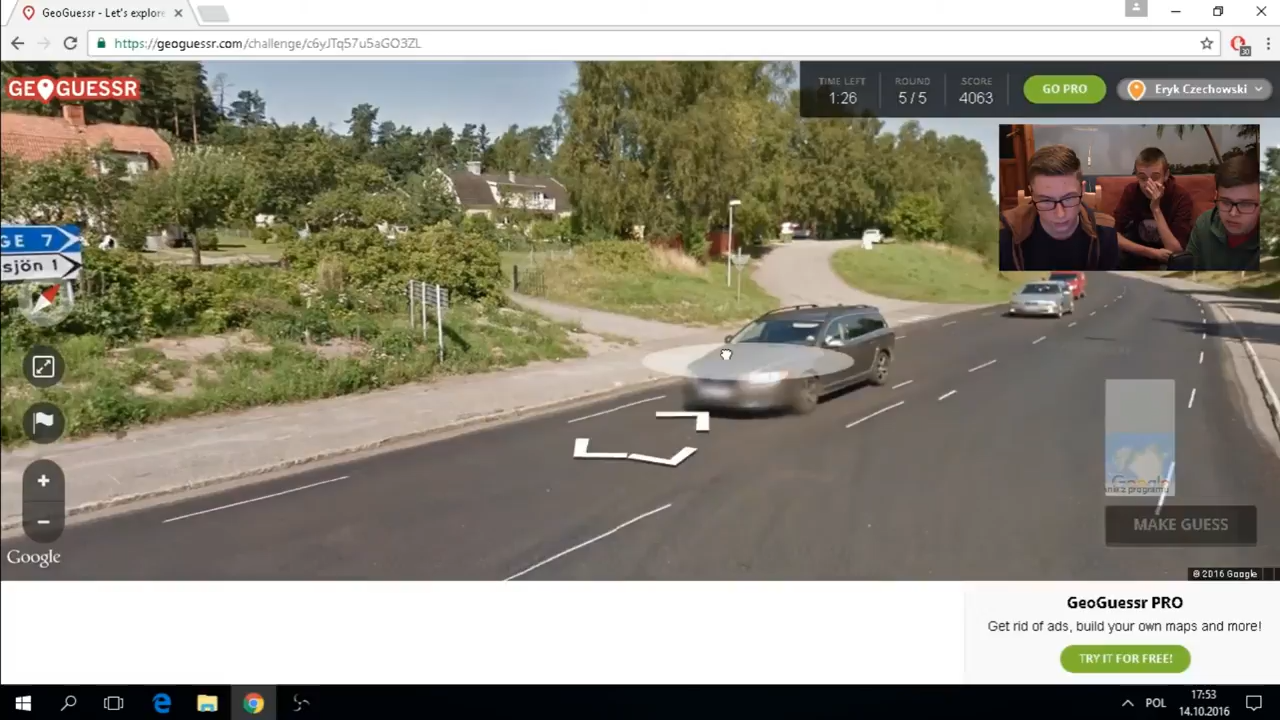 GeoGuessr - Let's explore
https://geoguessr.com/challenge/c6yJTq57u5aGO3ZL
30
GEOGUESSR
TIME LEFT
1:26
ROUND
5/5
SCORE
4063
GO PRO
Eryk Czechowski
GE 7
sjön 1
Google
MAKE GUESS
Google
© 2016 Google
GeoGuessr PRO
Get rid of ads, build your own maps and more!
TRY IT FOR FREE!
POL
17:53
14.10.2016